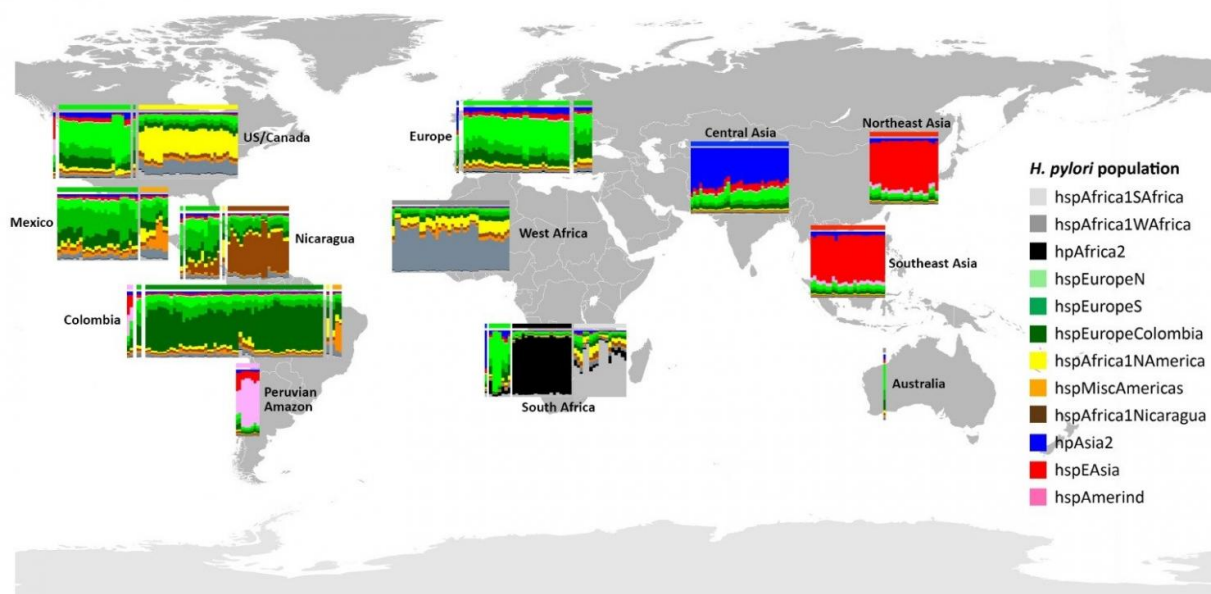 US/Canada
Europe
Central Asia
Northeast Asia
Mexico
Nicaragua
West Africa
Southeast Asia
Colombia
Peruvian
Amazon
South Africa
Australia
H. pylori population
hspAfrica1SAfrica
hspAfrica1WAfrica
hpAfrica2
hspEuropeN
hspEuropeS
hspEuropeColombia
hspAfrica1NAmerica
hspMiscAmericas
hspAfrica1Nicaragua
hpAsia2
hspEAsia
hspAmerind